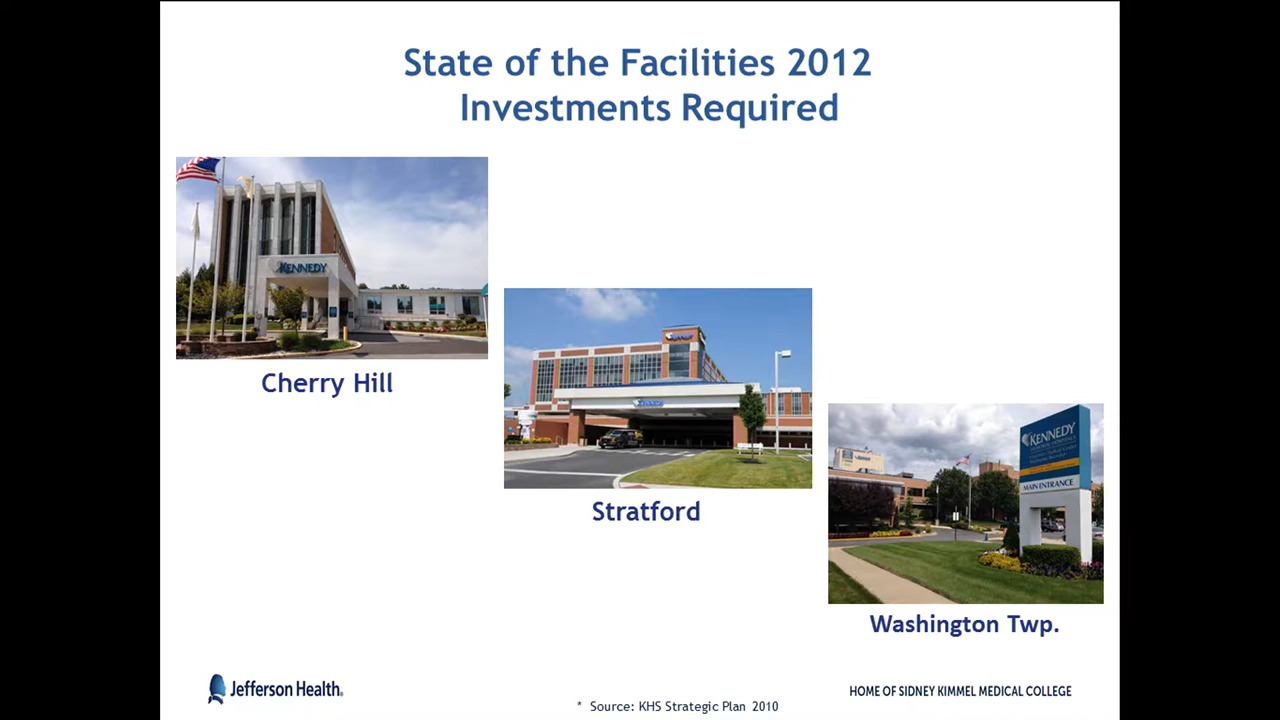 State of the Facilities 2012
Investments Required
KENNEDY
Cherry Hill
KENNEDY
Stratford
KENNEDY
MAIN ENTRANCE
Washington Twp.
Jefferson Health®
HOME OF SIDNEY KIMMEL MEDICAL COLLEGE
* Source: KHS Strategic Plan 2010